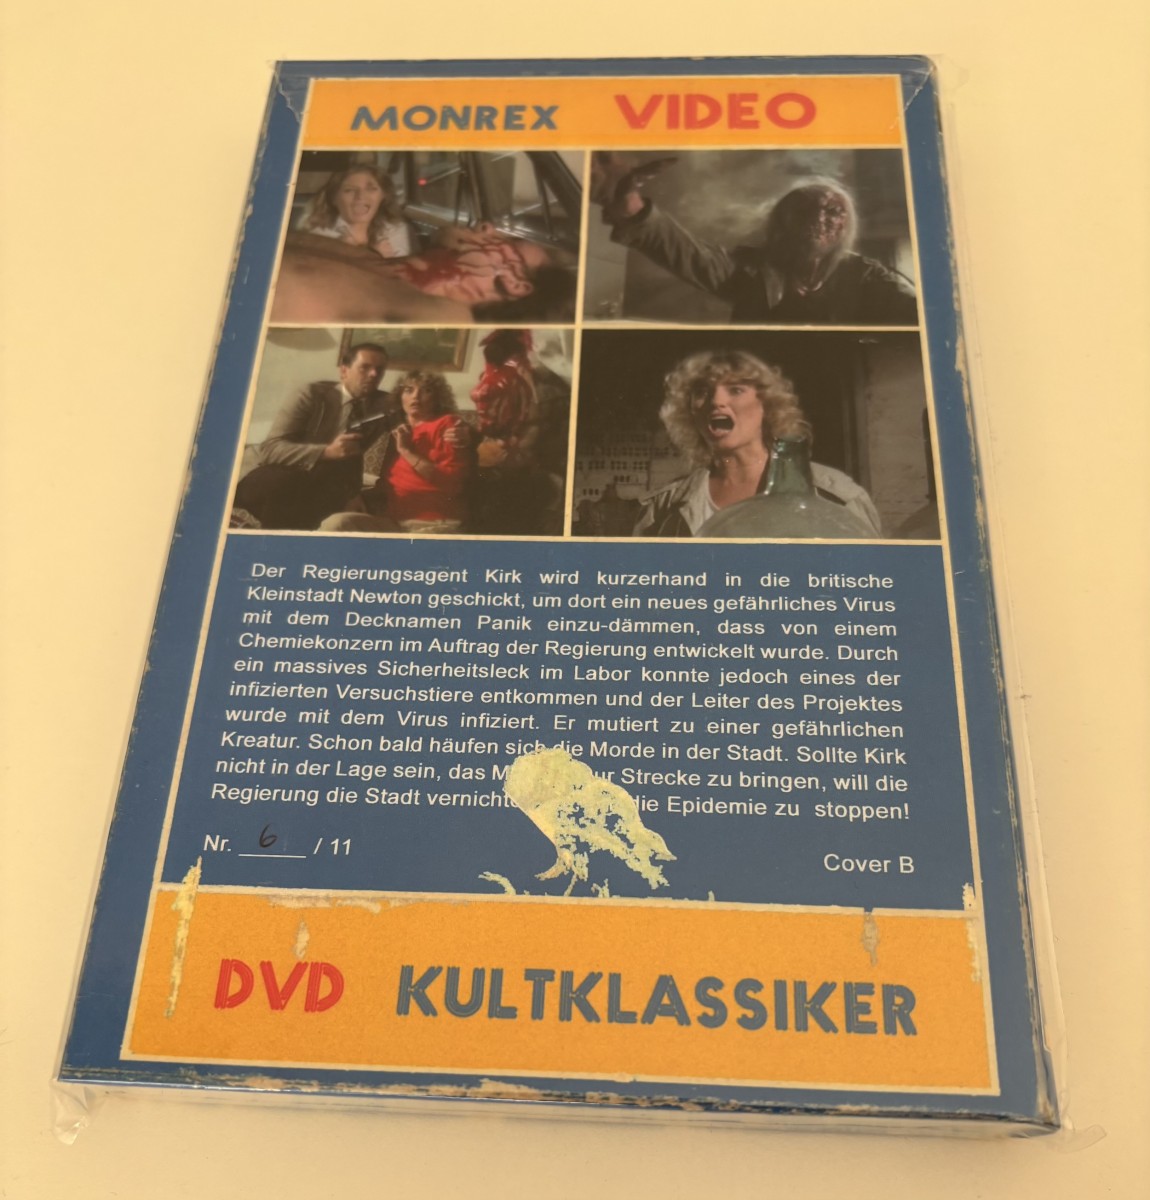 MONREX VIDEO
Der Regierungsagent Kirk wird kurzerhand in die britische
Kleinstadt Newton geschickt, um dort ein neues gefährliches Virus
mit dem Decknamen Panik einzu-dämmen, dass von einem
Chemiekonzern im Auftrag der Regierung entwickelt wurde. Durch
ein massives Sicherheitsleck im Labor konnte jedoch eines der
infizierten Versuchstiere entkommen und der Leiter des Projektes
wurde mit dem Virus infiziert. Er mutiert zu einer gefährlichen
Kreatur. Schon bald häufen sich die Morde in der Stadt. Sollte Kirk
nicht in der Lage sein, das Strecke zu bringen, will die
Regierung die Stadt die Epidemie zu stoppen!
Nr. 6 / 11
Cover B
DVD KULTKLASSIKER